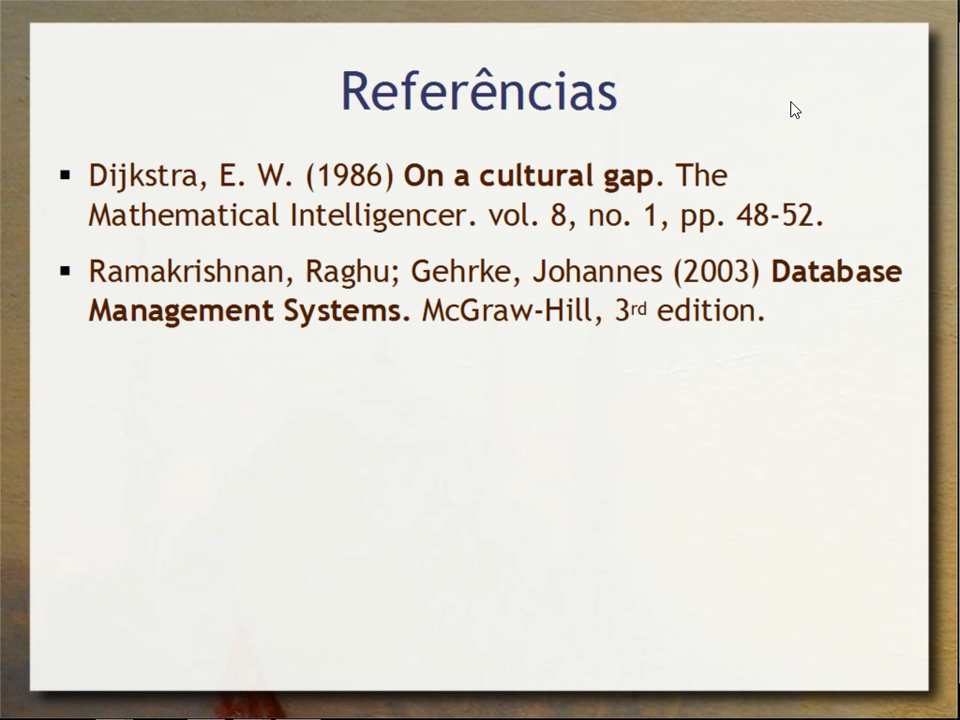 Referências
▪ Dijkstra, E. W. (1986) On a cultural gap. The
Mathematical Intelligencer. vol. 8, no. 1, pp. 48-52.
▪ Ramakrishnan, Raghu; Gehrke, Johannes (2003) Database
Management Systems. McGraw-Hill, 3rd edition.